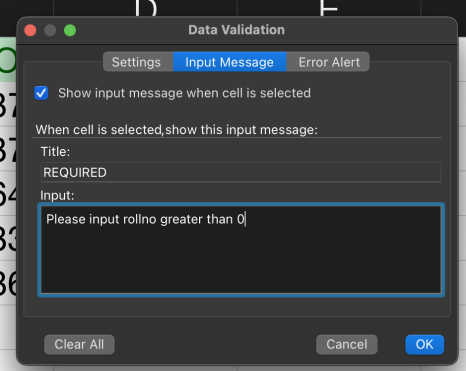 Data Validation
Settings Input Message Error Alert
Show input message when cell is selected
When cell is selected,show this input message:
Title:
REQUIRED
Input:
Please input rollno greater than 0
Clear All Cancel OK